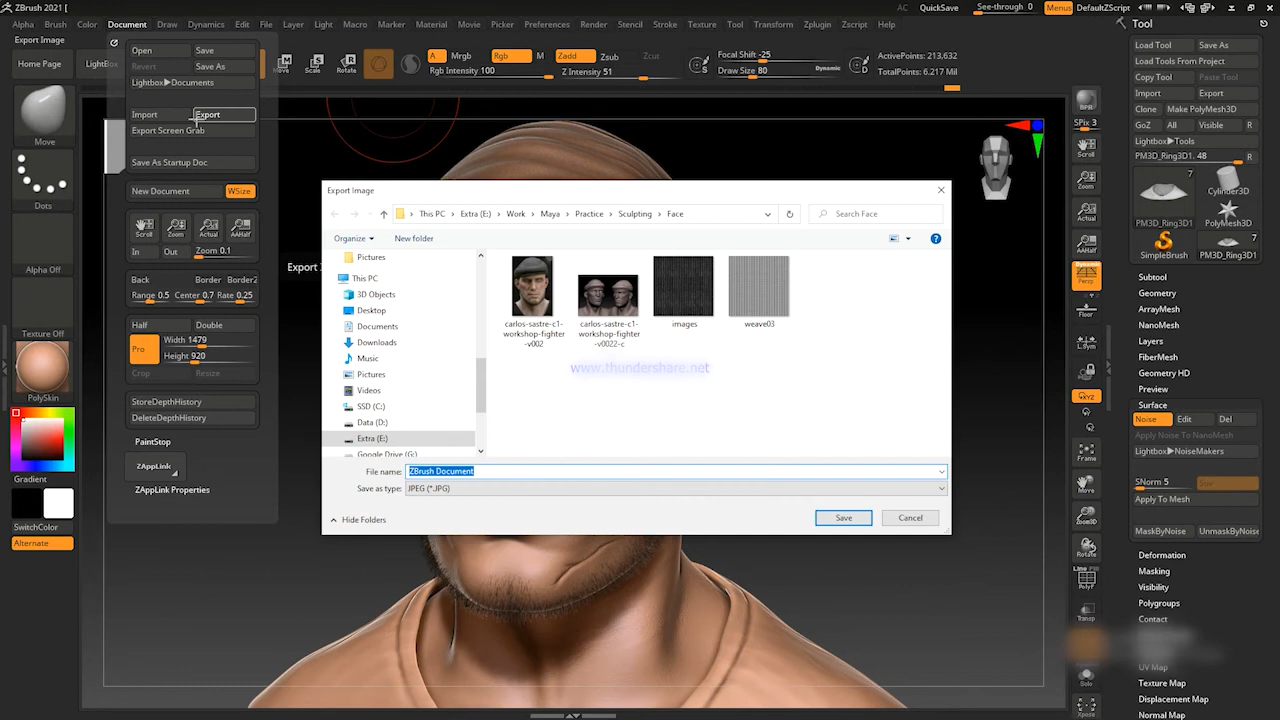 ZBrush 2021 [
AC
QuickSave
See-through 0
Menus
DefaultZScript
Alpha
Brush
Color
Document
Draw
Dynamics
Edit
File
Layer
Light
Macro
Marker
Material
Movie
Picker
Preferences
Render
Stencil
Stroke
Texture
Tool
Transform
Zplugin
Zscript
Help
Export Image
Home Page
LightBox
Open
Save
Revert
Save As
Lightbox▶Documents
Import
Export
Export Screen Grab
Save As Startup Doc
New Document
WSize
Scroll
Zoom
Actual
AAHalf
In
Out
Zoom 0.1
Back
Border
Border2
Range 0.5
Center 0.7
Rate 0.25
Half
Double
Pro
Width 1479
Height 920
Crop
Resize
StoreDepthHistory
DeleteDepthHistory
PaintStop
ZAppLink
ZAppLink Properties
Move
Scale
Rotate
A
Mrgb
Rgb
Rgb Intensity 100
Zadd
Zsub
Zcut
Z Intensity 51
S
Focal Shift -25
Draw Size 80
Dynamic
D
ActivePoints: 213,632
TotalPoints: 6.217 Mil
Move
Dots
Alpha Off
Texture Off
PolySkin
Gradient
SwitchColor
Alternate
Export I
Export Image
This PC
Extra (E:)
Work
Maya
Practice
Sculpting
Face
Search Face
Organize
New folder
Pictures
This PC
3D Objects
Desktop
Documents
Downloads
Music
Pictures
Videos
SSD (C:)
Data (D:)
Extra (E:)
Google Drive (G:)
carlos-sastre-c1-
workshop-fighter
-v002
carlos-sastre-c1-
workshop-fighter
-v0022-c
images
weave03
www.thundershare.net
File name:
ZBrush Document
Save as type:
JPEG (*.JPG)
Hide Folders
Save
Cancel
BPR
SPix 3
Scroll
Zoom
Actual
AAHalf
Dynamic
Persp
Floor
L.Sym
XYZ
Frame
Move
Zoom3D
Rotate
Line Fill
PolyF
Transp
Solo
Xpose
Tool
Load Tool
Save As
Load Tools From Project
Copy Tool
Paste Tool
Import
Export
Clone
Make PolyMesh3D
GoZ
All
Visible
R
Lightbox▶Tools
PM3D_Ring3D1. 48
R
7
Cylinder3D
PM3D_Ring3D1
PolyMesh3D
7
SimpleBrush
PM3D_Ring3D1
Subtool
Geometry
ArrayMesh
NanoMesh
Layers
FiberMesh
Geometry HD
Preview
Surface
Noise
Edit
Del
Apply Noise To NanoMesh
Lightbox▶NoiseMakers
SNorm 5
Apply To Mesh
MaskByNoise
UnmaskByNois
Deformation
Masking
Visibility
Polygroups
Contact
UV Map
Texture Map
Displacement Map
Normal Map